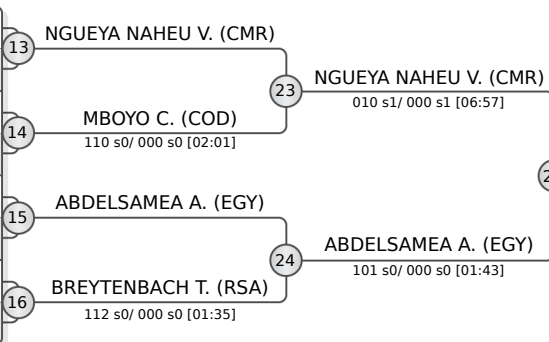 NGUEYA NAHEU V. (CMR)
13
23
NGUEYA NAHEU V. (CMR)
010 s1/ 000 s1 [06:57]
MBOYO C. (COD)
14
110 s0/ 000 s0 [02:01]
ABDELSAMEA A. (EGY)
15
24
ABDELSAMEA A. (EGY)
101 s0/ 000 s0 [01:43]
BREYTENBACH T. (RSA)
16
112 s0/ 000 s0 [01:35]